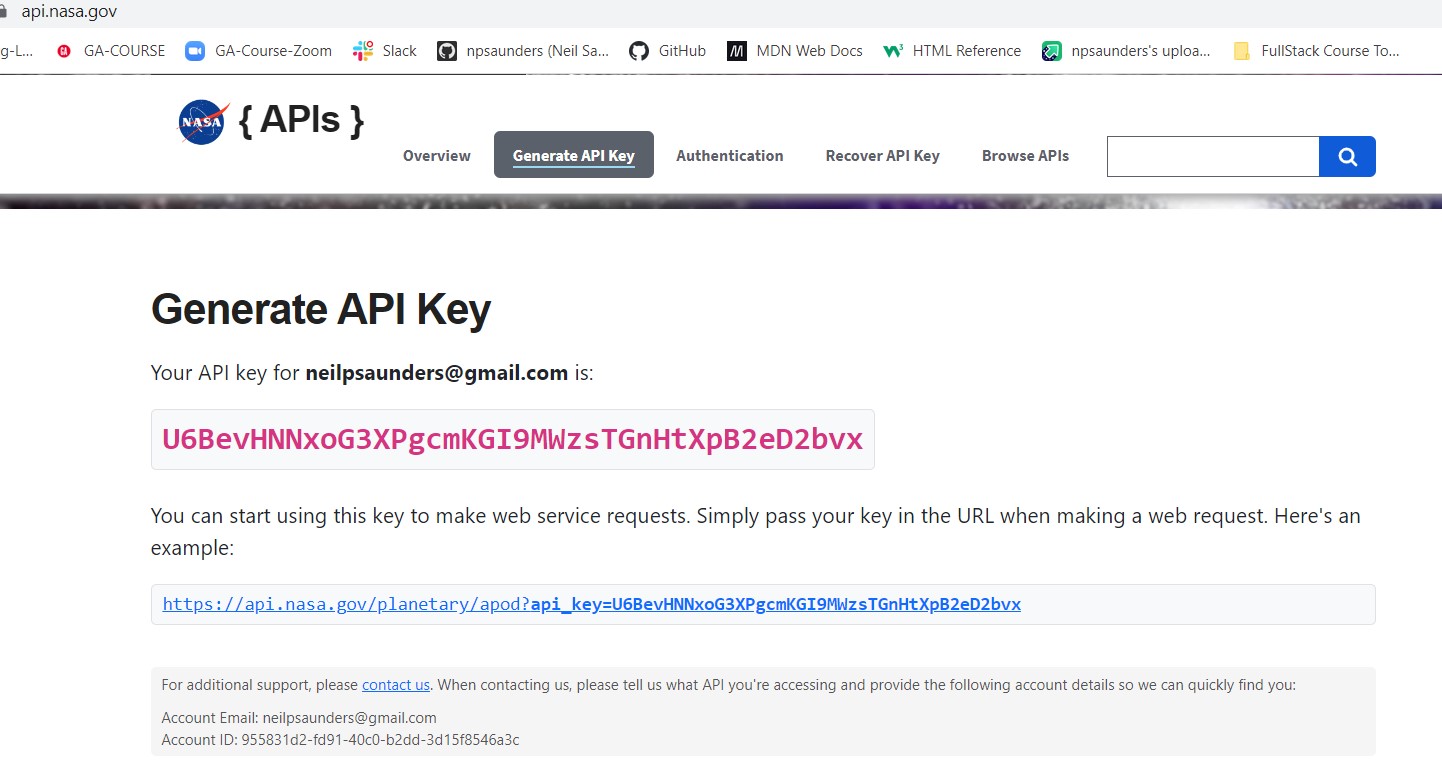 api.nasa.gov
g-L... GA-COURSE GA-Course-Zoom Slack npsaunders (Neil Sa... GitHub MDN Web Docs HTML Reference npsaunders's uploa... FullStack Course To...
NASA { APIs }
Overview Generate API Key Authentication Recover API Key Browse APIs
Generate API Key
Your API key for neilpsaunders@gmail.com is:
U6BevHNNxoG3XPgcmKGI9MWzsTGnHtXpB2eD2bvx
You can start using this key to make web service requests. Simply pass your key in the URL when making a web request. Here's an
example:
https://api.nasa.gov/planetary/apod?api_key=U6BevHNNxoG3XPgcmKGI9MWzsTGnHtXpB2eD2bvx
For additional support, please contact us. When contacting us, please tell us what API you're accessing and provide the following account details so we can quickly find you:
Account Email: neilpsaunders@gmail.com
Account ID: 955831d2-fd91-40c0-b2dd-3d15f8546a3c